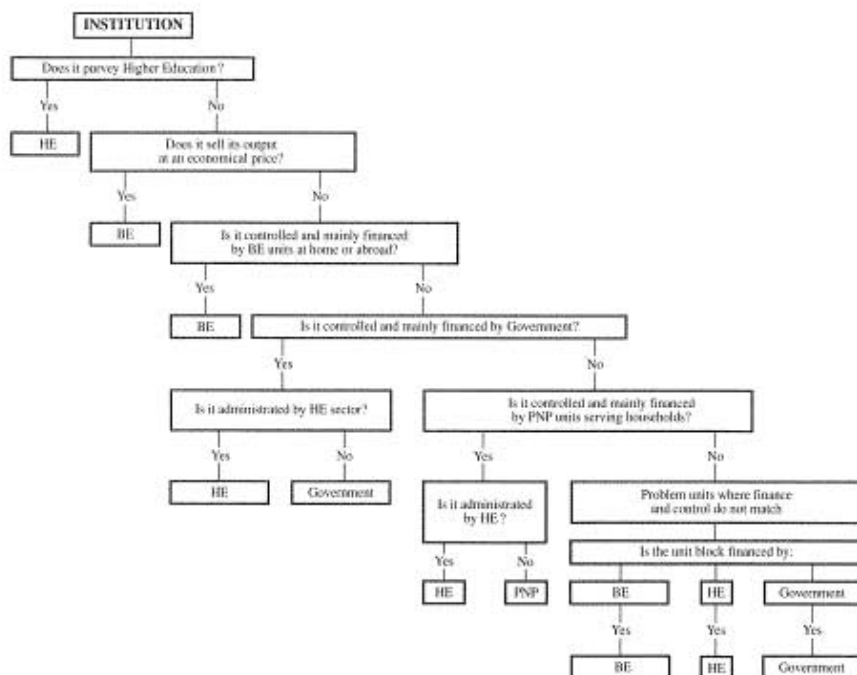 INSTITUTION
Does it purvey Higher Education?
Yes
No
HE
Does it sell its output
at an economical price?
Yes
No
BE
Is it controlled and mainly financed
by BE units at home or abroad?
Yes
No
BE
Is it controlled and mainly financed by Government?
Yes
No
Is it administrated by HE sector?
Is it controlled and mainly financed
by PNP units serving households?
Yes
No
Yes
No
HE
Government
Is it administrated
by HE ?
Problem units where finance
and control do not match
Is the unit block financed by:
Yes
No
HE
PNP
BE
HE
Government
Yes
Yes
Yes
BE
HE
Government